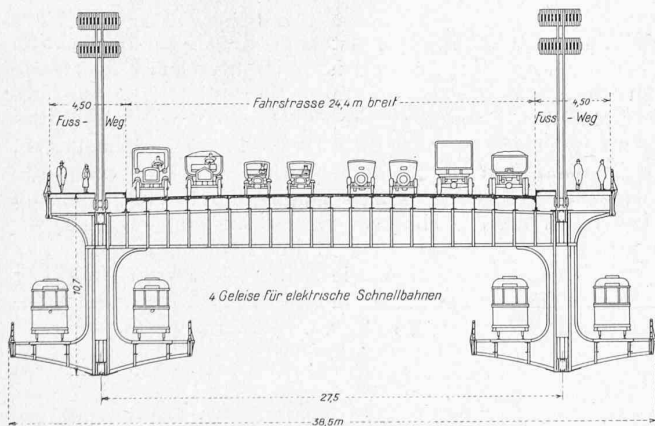 4,50
Fahrstrasse 24,4 m breit
4,50
Fuss - Weg
Fuss - Weg
10,7
4 Geleise für elektrische Schnellbahnen
27,5
38,6m